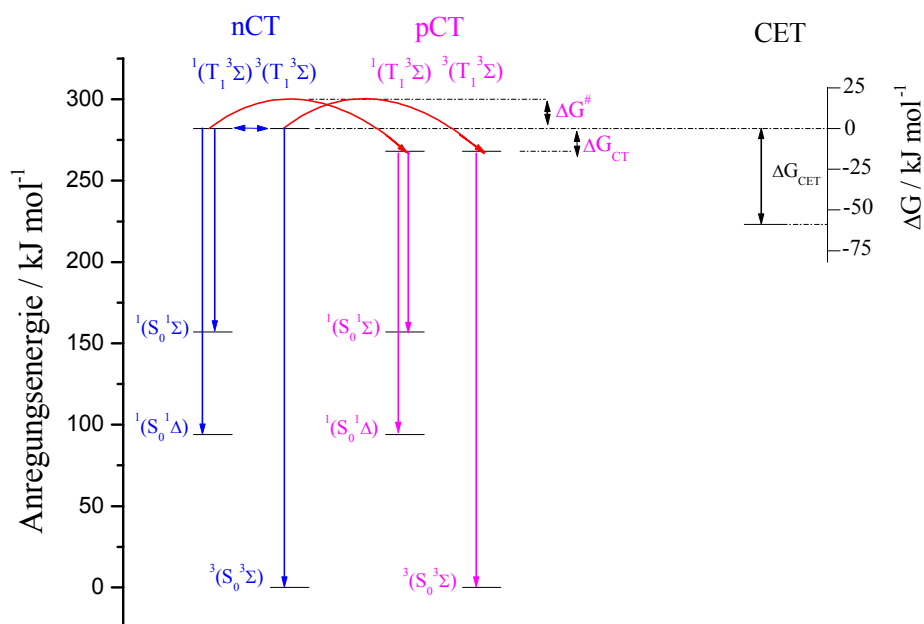 nCT pCT CET
¹(T₁³Σ) ³(T₁³Σ) ¹(T₁³Σ) ³(T₁³Σ)
Anregungsenergie / kJ mol⁻¹
300
250
200
150
100
50
0
ΔG#
ΔG_CT
ΔG_CET
25
0
-25
-50
-75
ΔG / kJ mol⁻¹
¹(S₀¹Σ) ¹(S₀¹Σ)
¹(S₀¹Δ) ¹(S₀¹Δ)
³(S₀³Σ) ³(S₀³Σ)